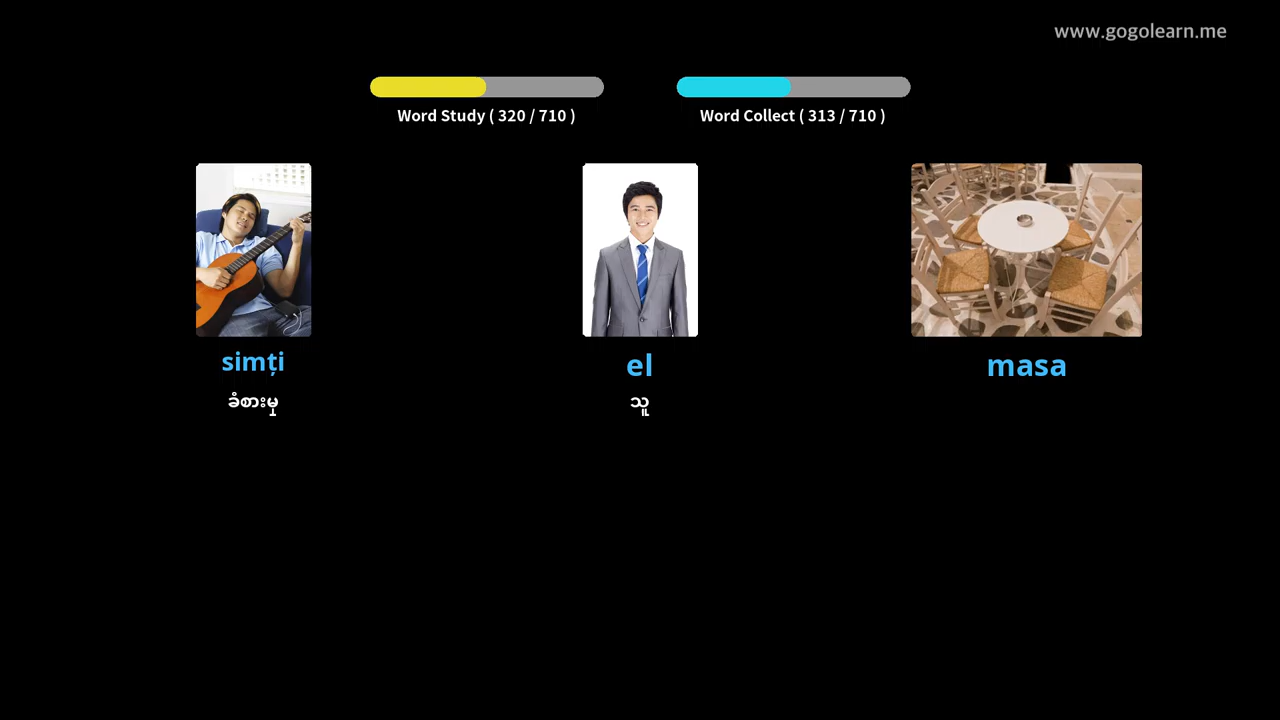 www.gogolearn.me
Word Study ( 320 / 710 )
Word Collect ( 313 / 710 )
simți
el
masa
ခံစားမှု
သူ